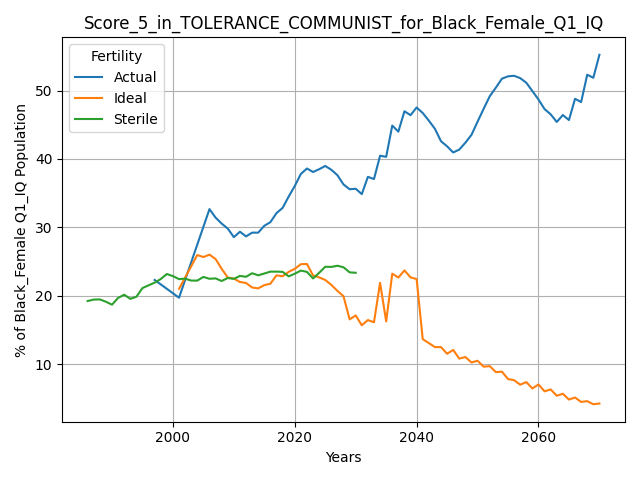 Score_5_in_TOLERANCE_COMMUNIST_for_Black_Female_Q1_IQ
Fertility
Actual
Ideal
Sterile
% of Black_Female Q1_IQ Population
50
40
30
20
10
2000
2020
2040
2060
Years